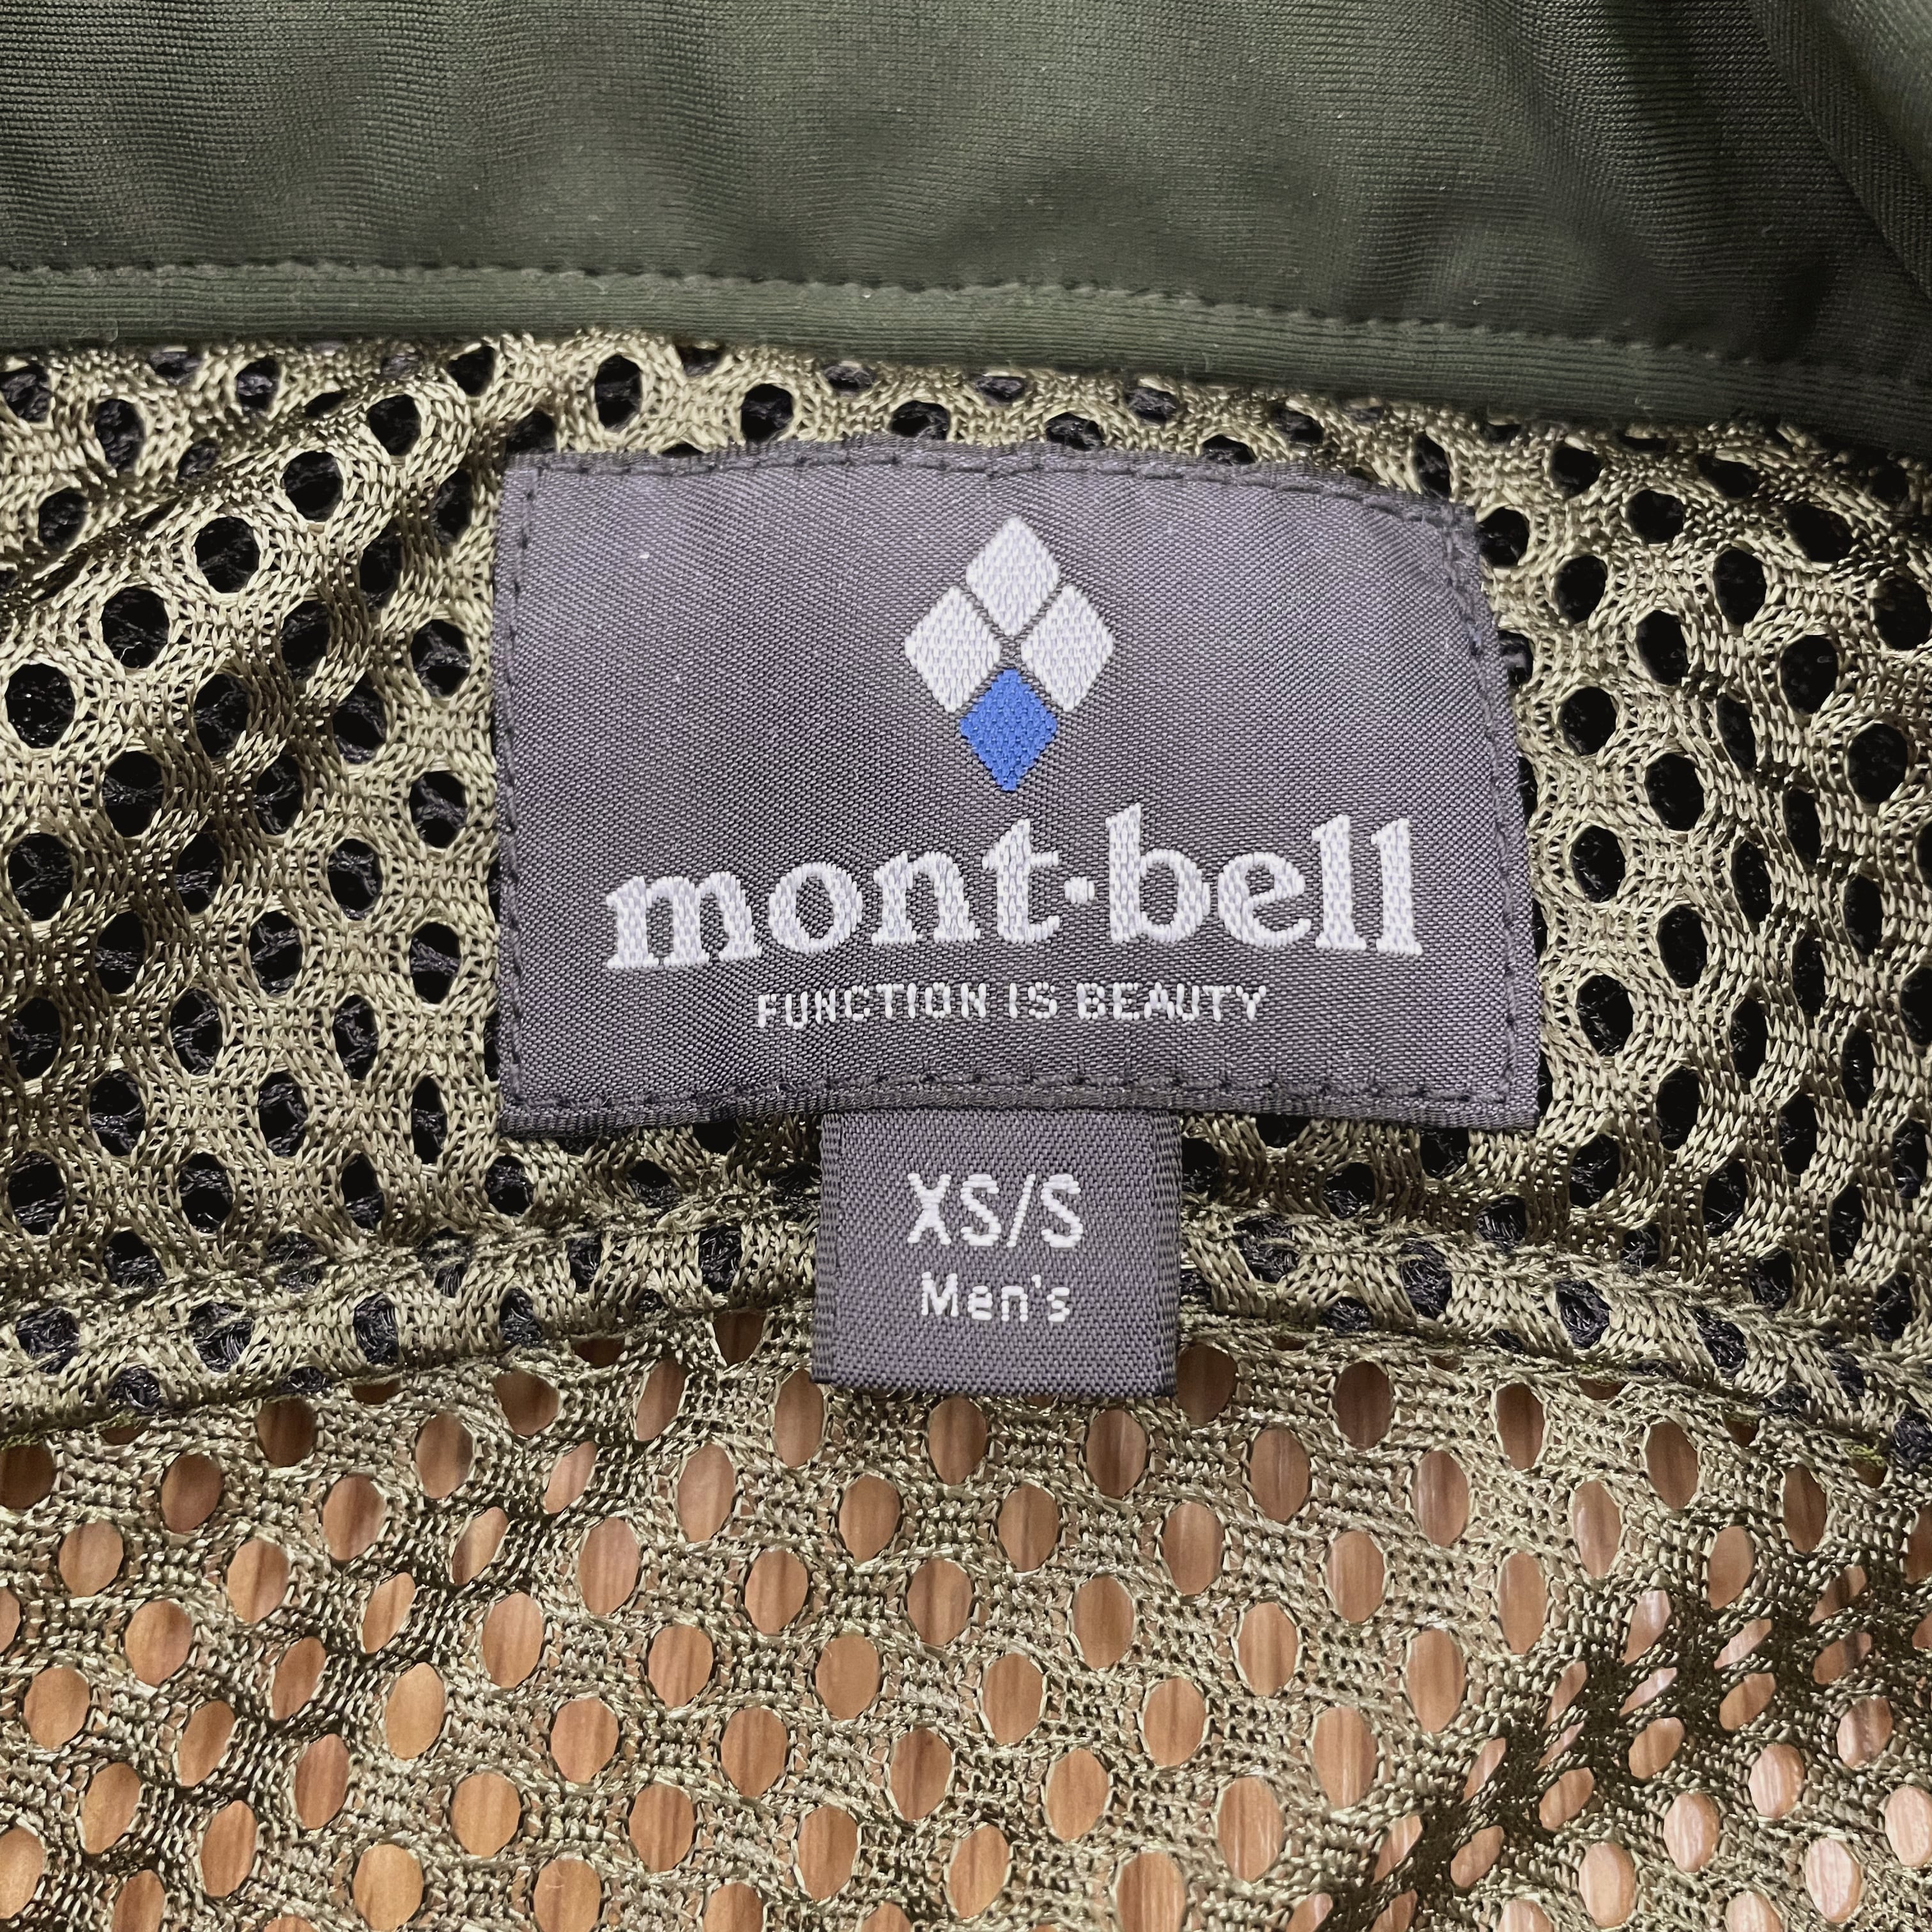 mont·bell
FUNCTION IS BEAUTY
XS/S
Men's